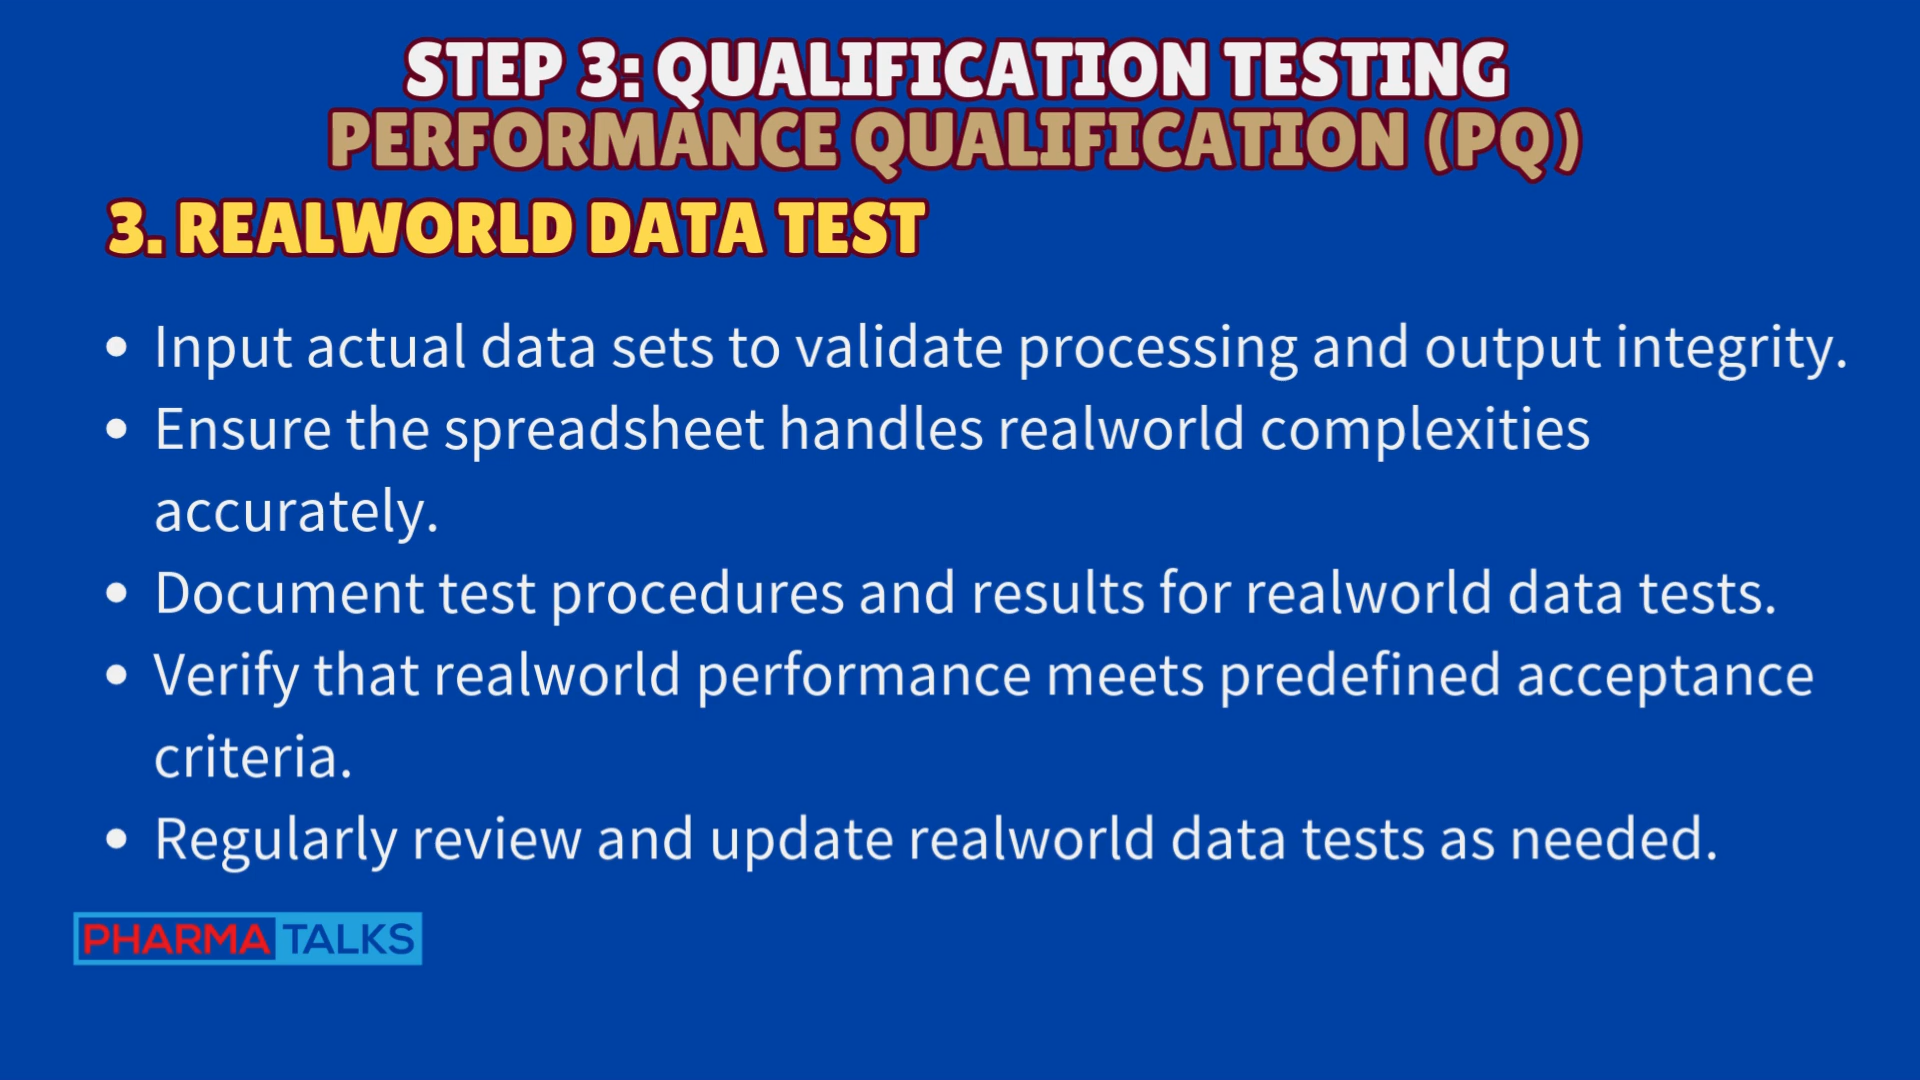 STEP 3: QUALIFICATION TESTING
PERFORMANCE QUALIFICATION (PQ)
3. REALWORLD DATA TEST
• Input actual data sets to validate processing and output integrity.
• Ensure the spreadsheet handles realworld complexities
accurately.
• Document test procedures and results for realworld data tests.
• Verify that realworld performance meets predefined acceptance
criteria.
• Regularly review and update realworld data tests as needed.
PHARMA TALKS